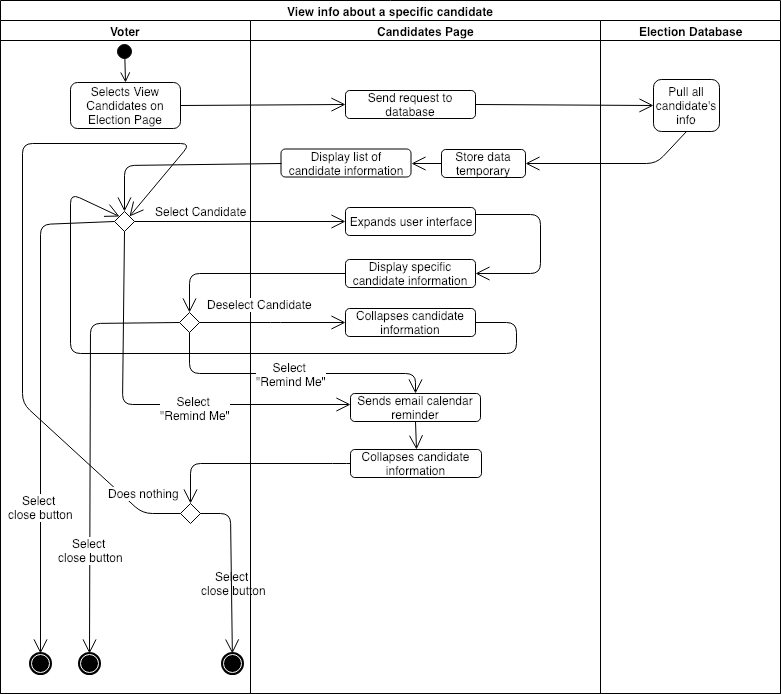 View info about a specific candidate
Voter
Candidates Page
Election Database
Selects View
Candidates on
Election Page
Send request to
database
Pull all
candidate's
info
Display list of
candidate information
Store data
temporary
Select Candidate
Expands user interface
Display specific
candidate information
Deselect Candidate
Collapses candidate
information
Select
"Remind Me"
Select
"Remind Me"
Sends email calendar
reminder
Collapses candidate
information
Does nothing
Select
close button
Select
close button
Select
close button